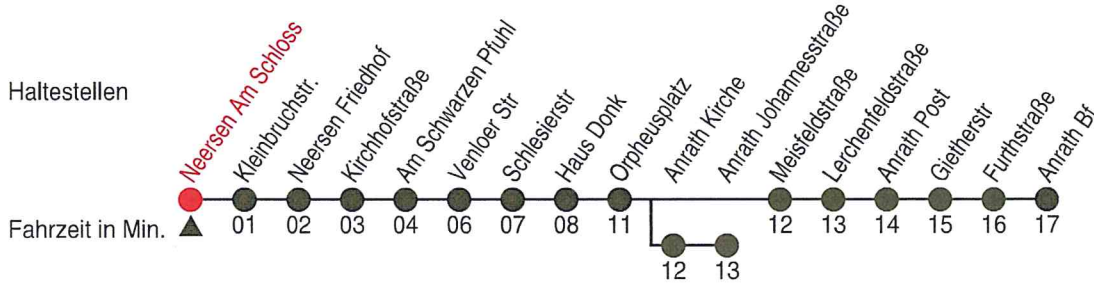 Haltestellen
Neersen Am Schloss
Kleinbruchstr.
Neersen Friedhof
Kirchhofstraße
Am Schwarzen Pfuhl
Venloer Str
Schlesierstr
Haus Donk
Orpheusplatz
Anrath Kirche
Anrath Johannesstraße
Meisfeldstraße
Lerchenfeldstraße
Anrath Post
Gietherstr
Furthstraße
Anrath Bf
Fahrzeit in Min. 01 02 03 04 06 07 08 11 12 13 14 15 16 17
12 13